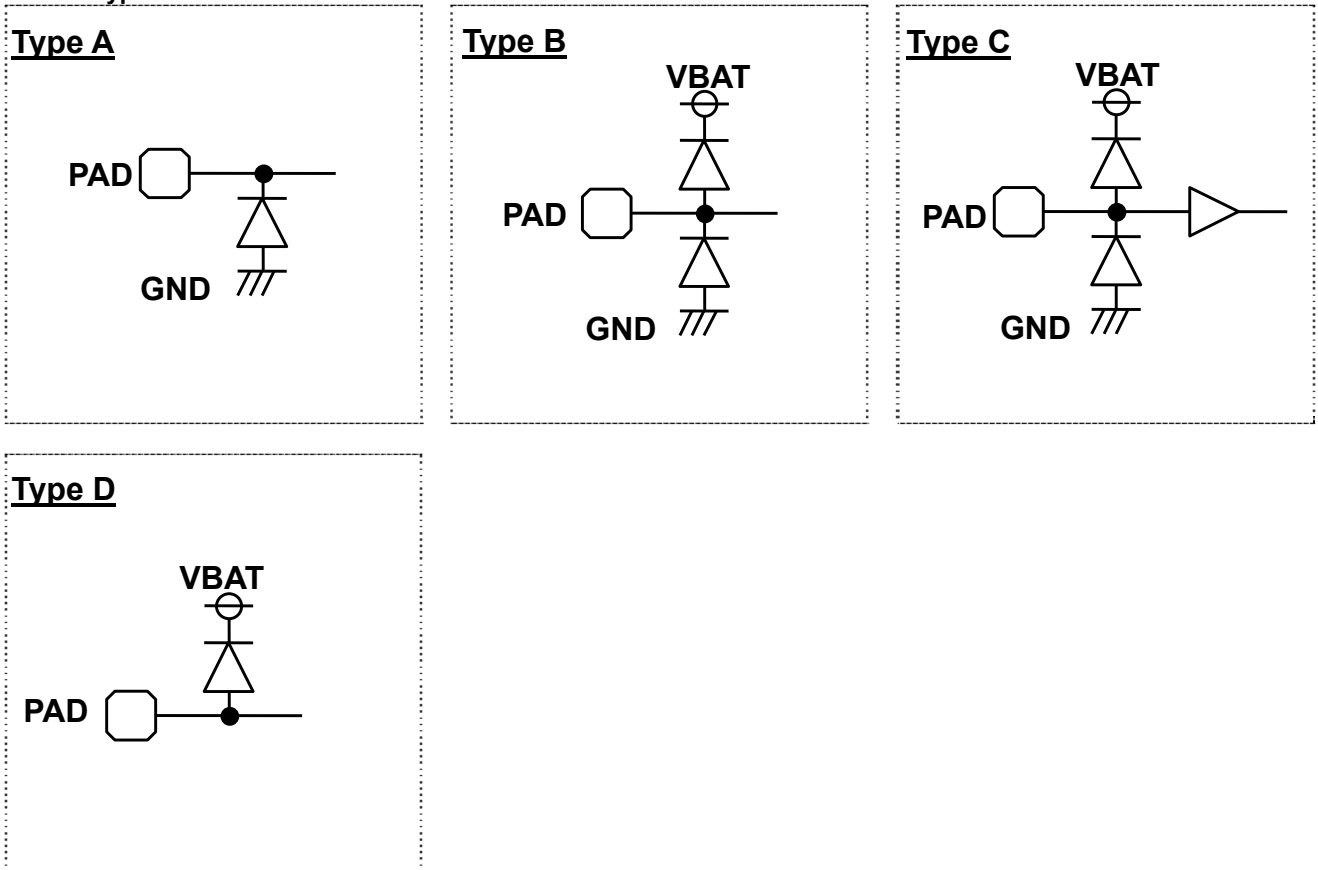 Type A
PAD
GND
Type B
VBAT
PAD
GND
Type C
VBAT
PAD
GND
Type D
VBAT
PAD